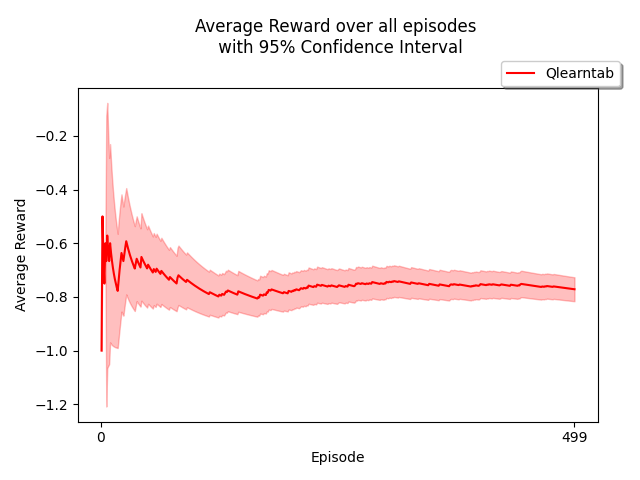 Average Reward over all episodes
with 95% Confidence Interval
Qlearntab
−0.2
−0.4
−0.6
−0.8
−1.0
−1.2
Average Reward
0
499
Episode